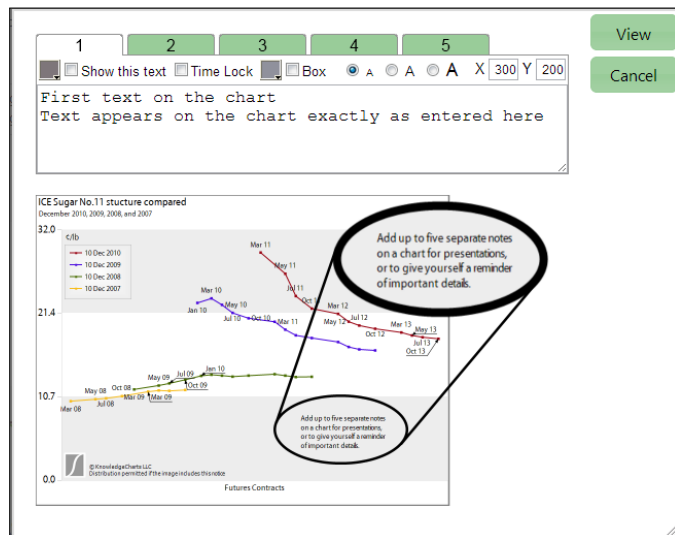 1 2 3 4 5
View
Show this text Time Lock Box A A A X 300 Y 200
Cancel
First text on the chart
Text appears on the chart exactly as entered here
ICE Sugar No.11 stucture compared
December 2010, 2009, 2008, and 2007
32.0
¢/lb
10 Dec 2010
10 Dec 2009
10 Dec 2008
10 Dec 2007
Add up to five separate notes
on a chart for presentations,
or to give yourself a reminder
of important details.
Mar 11
May 11
Jul 11
Oct 11
Mar 12
May 12
Jul 12
Oct 12
Mar 13
May 13
Jul 13
Oct 13
21.4
Jan 10
Mar 10
May 10
Jul 10
Oct 10
Mar 11
10.7
Oct 08
May 09
Jul 09
Jan 10
Mar 08
May 08
Jul 08
Mar 09
Mar 09
Oct 09
Add up to five separate notes
on a chart for presentations,
or to give yourself a reminder
of important details.
© KnowledgeCharts LLC
Distribution permitted if the image includes this notice
0.0
Futures Contracts